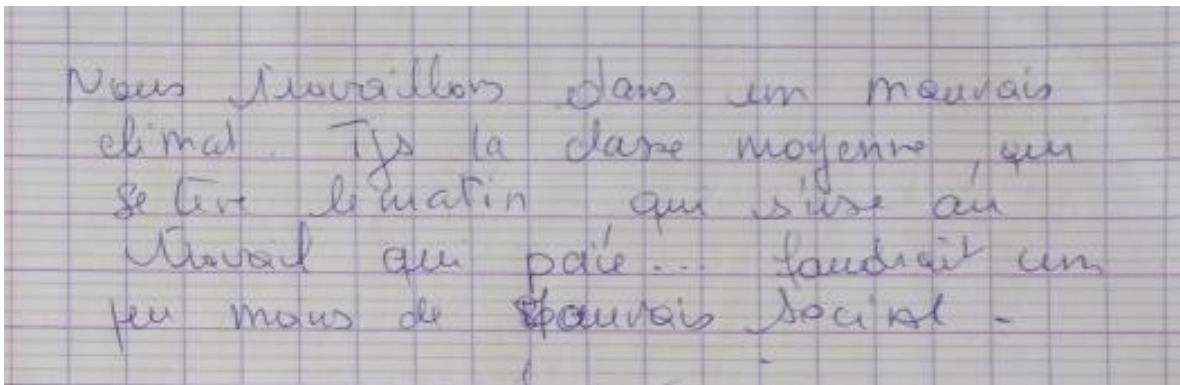 Nous travaillons dans un mauvais
climat. Tjs la classe moyenne, qui
se lève le matin qui s'use au
travail qui paie... faudrait un
peu moins de mauvais social -